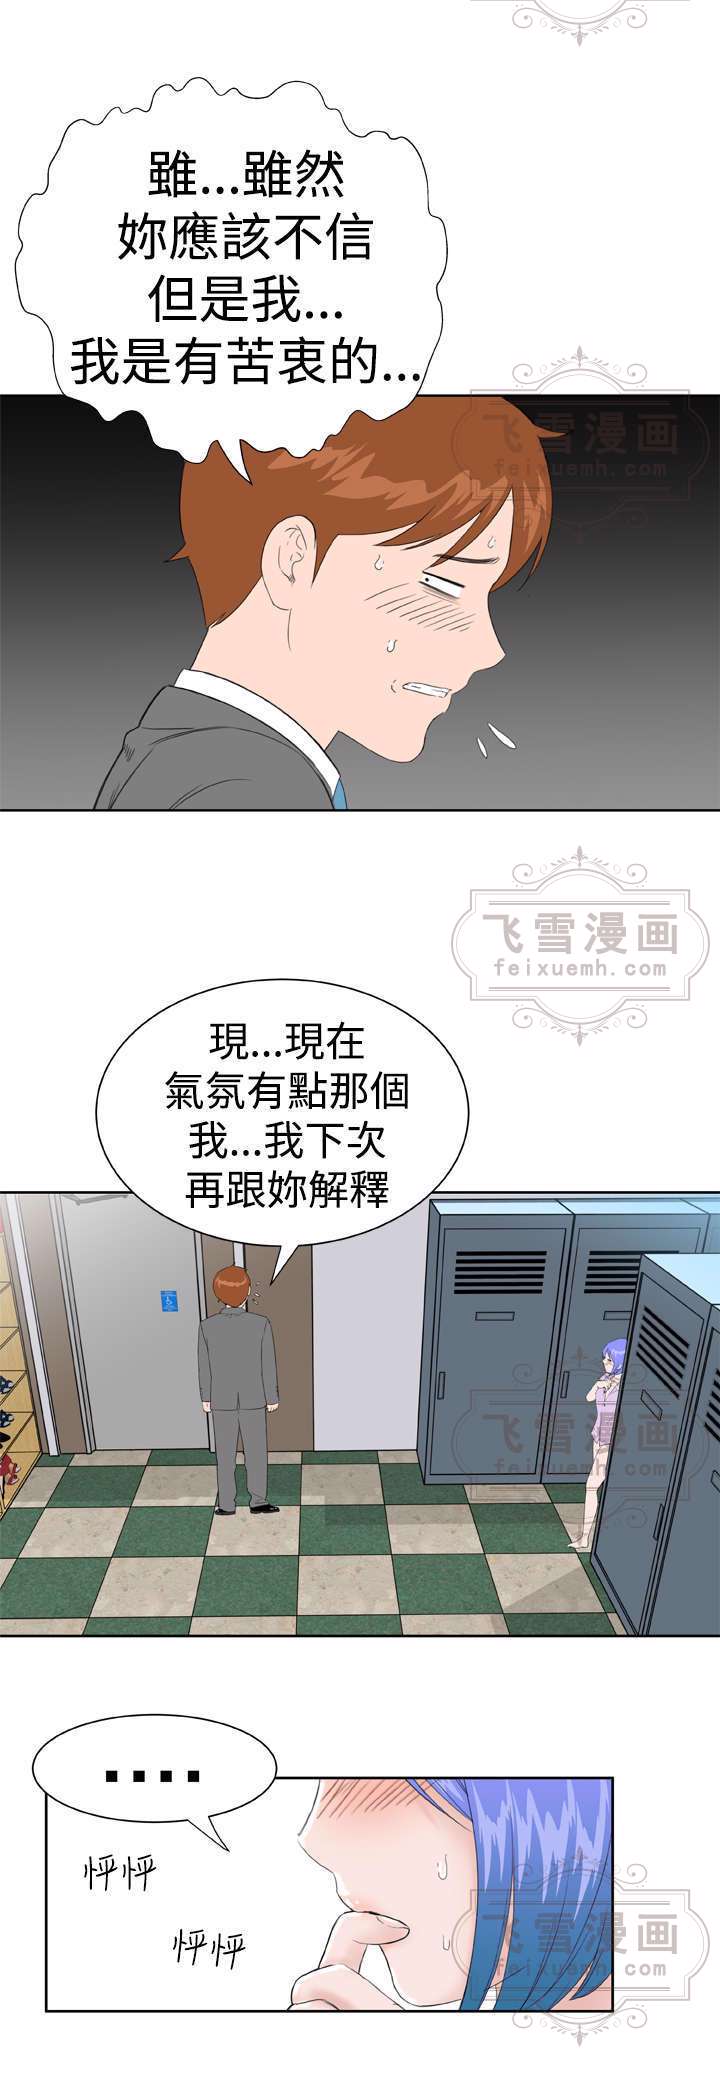 雖...雖然
妳應該不信
但是我...
我是有苦衷的...
飞雪漫画
feixuemh.com
飞雪漫画
feixuemh.com
現...現在
氣氛有點那個
我...我下次
再跟妳解釋
飞雪漫画
feixuemh.com
....
怦怦
怦怦
飞雪漫画
feixuemh.com